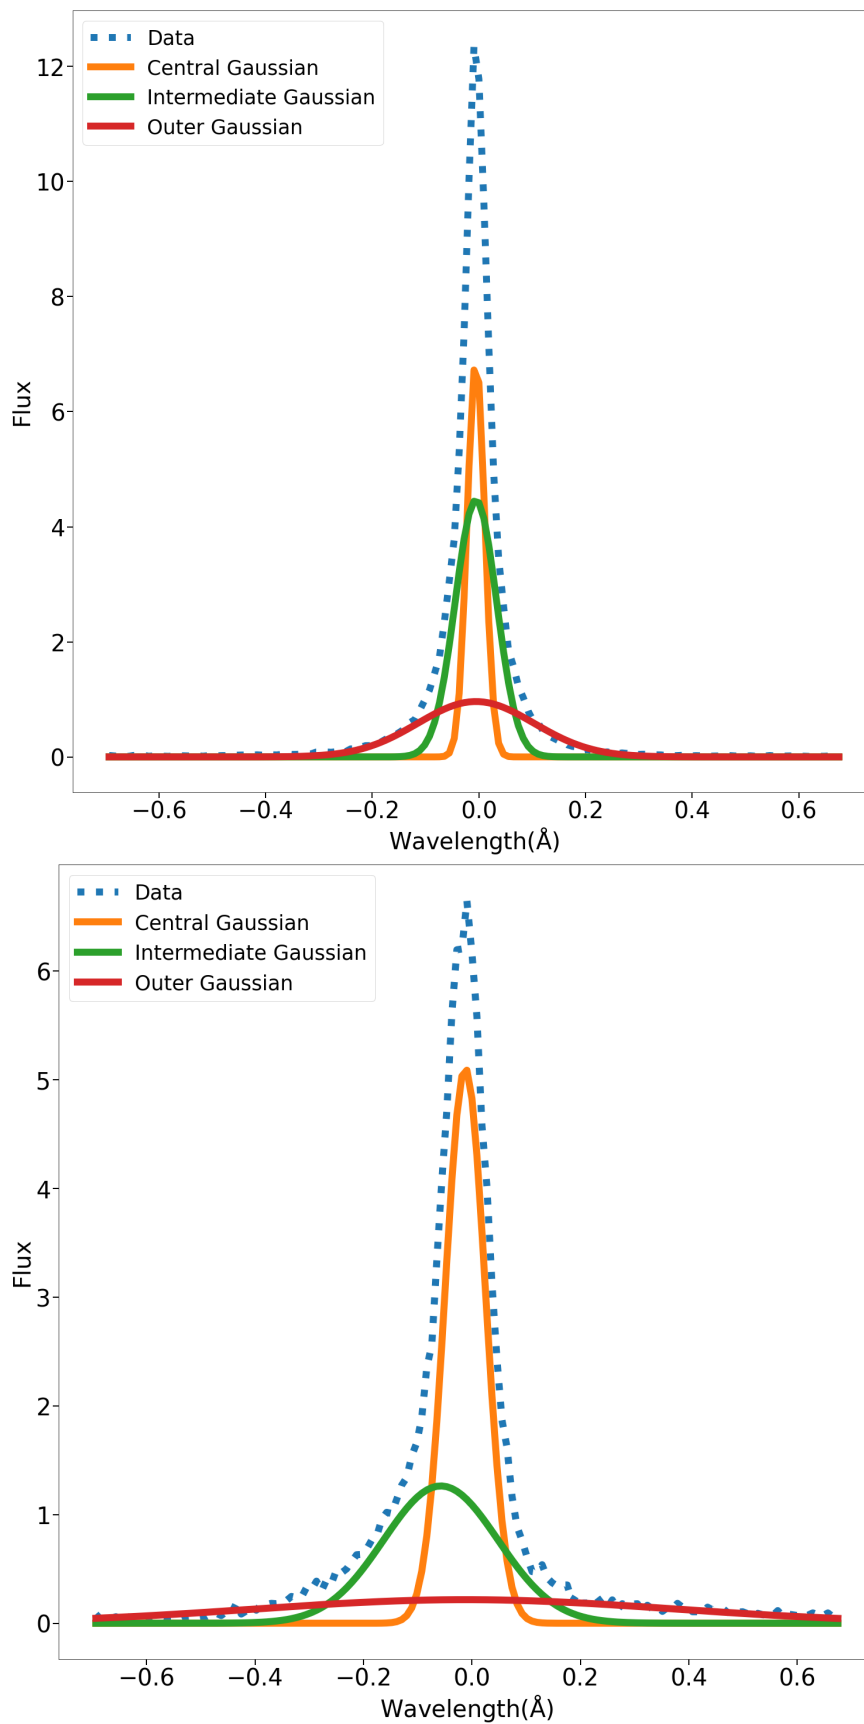 Data
Central Gaussian
Intermediate Gaussian
Outer Gaussian
12
10
8
6
4
2
0
Flux
−0.6 −0.4 −0.2 0.0 0.2 0.4 0.6
Wavelength(Å)
Data
Central Gaussian
Intermediate Gaussian
Outer Gaussian
6
5
4
3
2
1
0
Flux
−0.6 −0.4 −0.2 0.0 0.2 0.4 0.6
Wavelength(Å)